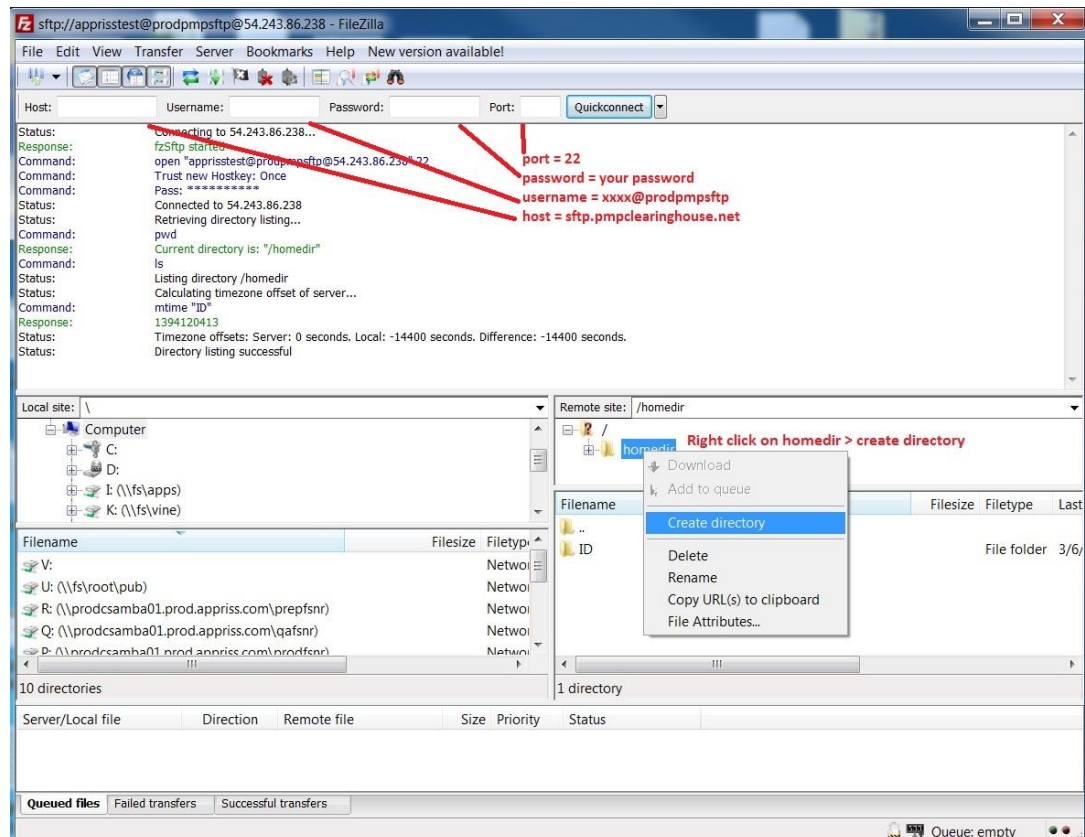 sftp://apprisstest@prodpmpsftp@54.243.86.238 - FileZilla
File Edit View Transfer Server Bookmarks Help New version available!
Host: Username: Password: Port: Quickconnect
Status: Connecting to 54.243.86.238...
Response: fzSftp started
Command: open "apprisstest@prodpmpsftp@54.243.86.238" 22
Command: Trust new Hostkey: Once
Command: Pass: **********
Status: Connected to 54.243.86.238
Status: Retrieving directory listing...
Command: pwd
Response: Current directory is: "/homedir"
Command: ls
Status: Listing directory /homedir
Status: Calculating timezone offset of server...
Command: mtime "ID"
Response: 1394120413
Status: Timezone offsets: Server: 0 seconds. Local: -14400 seconds. Difference: -14400 seconds.
Status: Directory listing successful
port = 22
password = your password
username = xxxx@prodpmpsftp
host = sftp.pmpclearinghouse.net
Local site: \
Computer
C:
D:
I: (\\fs\apps)
K: (\\fs\vine)
Filename Filesize Filetyp
V: Networ
U: (\\fs\root\pub) Networ
R: (\\prodcsamba01.prod.appriss.com\prepfsnr) Networ
Q: (\\prodcsamba01.prod.appriss.com\qafsnr) Networ
P: (\\prodcsamba01.prod.appriss.com\prodfsnr) Networ
10 directories
Remote site: /homedir
/
homedir
Right click on homedir > create directory
Download
Add to queue
Create directory
Delete
Rename
Copy URL(s) to clipboard
File Attributes...
Filename Filesize Filetype Last
..
ID File folder 3/6/
1 directory
Server/Local file Direction Remote file Size Priority Status
Queued files Failed transfers Successful transfers
Queue: empty